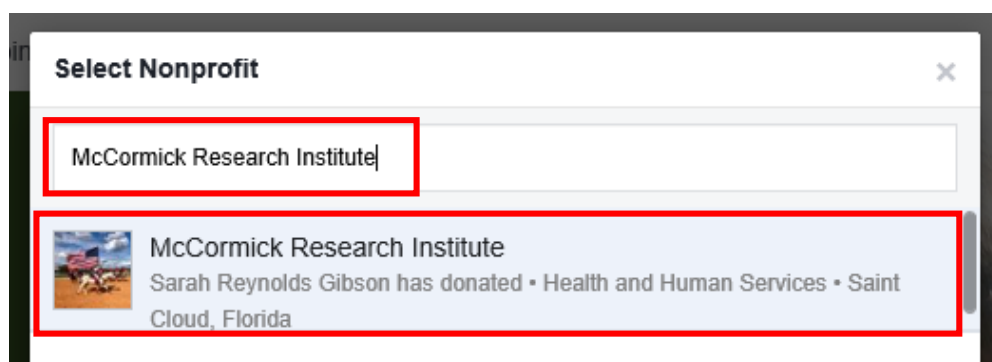 Select Nonprofit
McCormick Research Institute
McCormick Research Institute
Sarah Reynolds Gibson has donated • Health and Human Services • Saint
Cloud, Florida